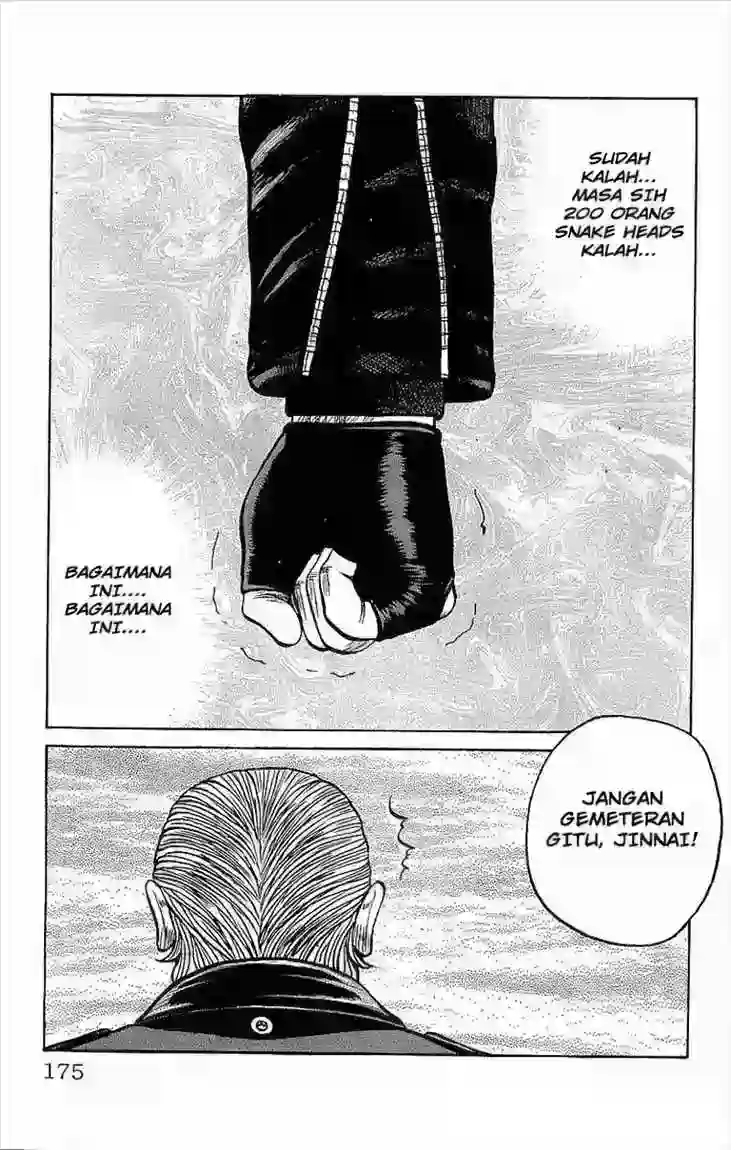 SUDAH
KALAH...
MASA SIH
200 ORANG
SNAKE HEADS
KALAH...
BAGAIMANA
INI....
BAGAIMANA
INI....
JANGAN
GEMETERAN
GITU, JINNAI!
175